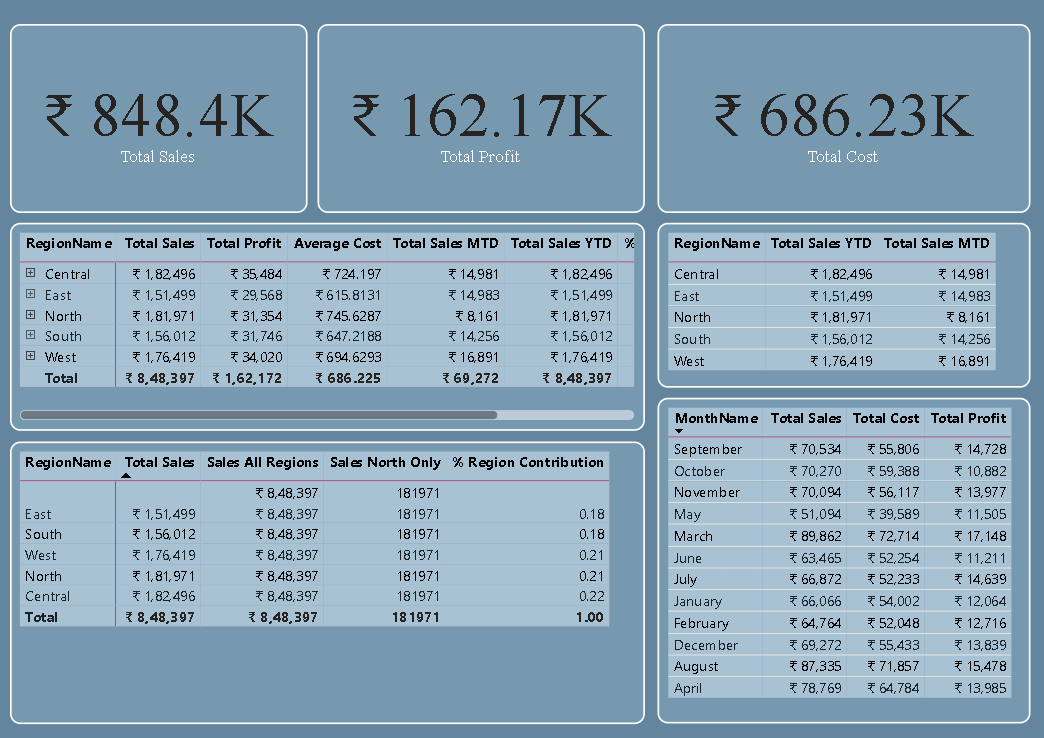 ₹ 848.4K
Total Sales
₹ 162.17K
Total Profit
₹ 686.23K
Total Cost
RegionName Total Sales Total Profit Average Cost Total Sales MTD Total Sales YTD %
Central ₹ 1,82,496 ₹ 35,484 ₹ 724.197 ₹ 14,981 ₹ 1,82,496
East ₹ 1,51,499 ₹ 29,568 ₹ 615.8131 ₹ 14,983 ₹ 1,51,499
North ₹ 1,81,971 ₹ 31,354 ₹ 745.6287 ₹ 8,161 ₹ 1,81,971
South ₹ 1,56,012 ₹ 31,746 ₹ 647.2188 ₹ 14,256 ₹ 1,56,012
West ₹ 1,76,419 ₹ 34,020 ₹ 694.6293 ₹ 16,891 ₹ 1,76,419
Total ₹ 8,48,397 ₹ 1,62,172 ₹ 686.225 ₹ 69,272 ₹ 8,48,397
RegionName Total Sales YTD Total Sales MTD
Central ₹ 1,82,496 ₹ 14,981
East ₹ 1,51,499 ₹ 14,983
North ₹ 1,81,971 ₹ 8,161
South ₹ 1,56,012 ₹ 14,256
West ₹ 1,76,419 ₹ 16,891
RegionName Total Sales Sales All Regions Sales North Only % Region Contribution
₹ 8,48,397 181971
East ₹ 1,51,499 ₹ 8,48,397 181971 0.18
South ₹ 1,56,012 ₹ 8,48,397 181971 0.18
West ₹ 1,76,419 ₹ 8,48,397 181971 0.21
North ₹ 1,81,971 ₹ 8,48,397 181971 0.21
Central ₹ 1,82,496 ₹ 8,48,397 181971 0.22
Total ₹ 8,48,397 ₹ 8,48,397 181971 1.00
MonthName Total Sales Total Cost Total Profit
September ₹ 70,534 ₹ 55,806 ₹ 14,728
October ₹ 70,270 ₹ 59,388 ₹ 10,882
November ₹ 70,094 ₹ 56,117 ₹ 13,977
May ₹ 51,094 ₹ 39,589 ₹ 11,505
March ₹ 89,862 ₹ 72,714 ₹ 17,148
June ₹ 63,465 ₹ 52,254 ₹ 11,211
July ₹ 66,872 ₹ 52,233 ₹ 14,639
January ₹ 66,066 ₹ 54,002 ₹ 12,064
February ₹ 64,764 ₹ 52,048 ₹ 12,716
December ₹ 69,272 ₹ 55,433 ₹ 13,839
August ₹ 87,335 ₹ 71,857 ₹ 15,478
April ₹ 78,769 ₹ 64,784 ₹ 13,985